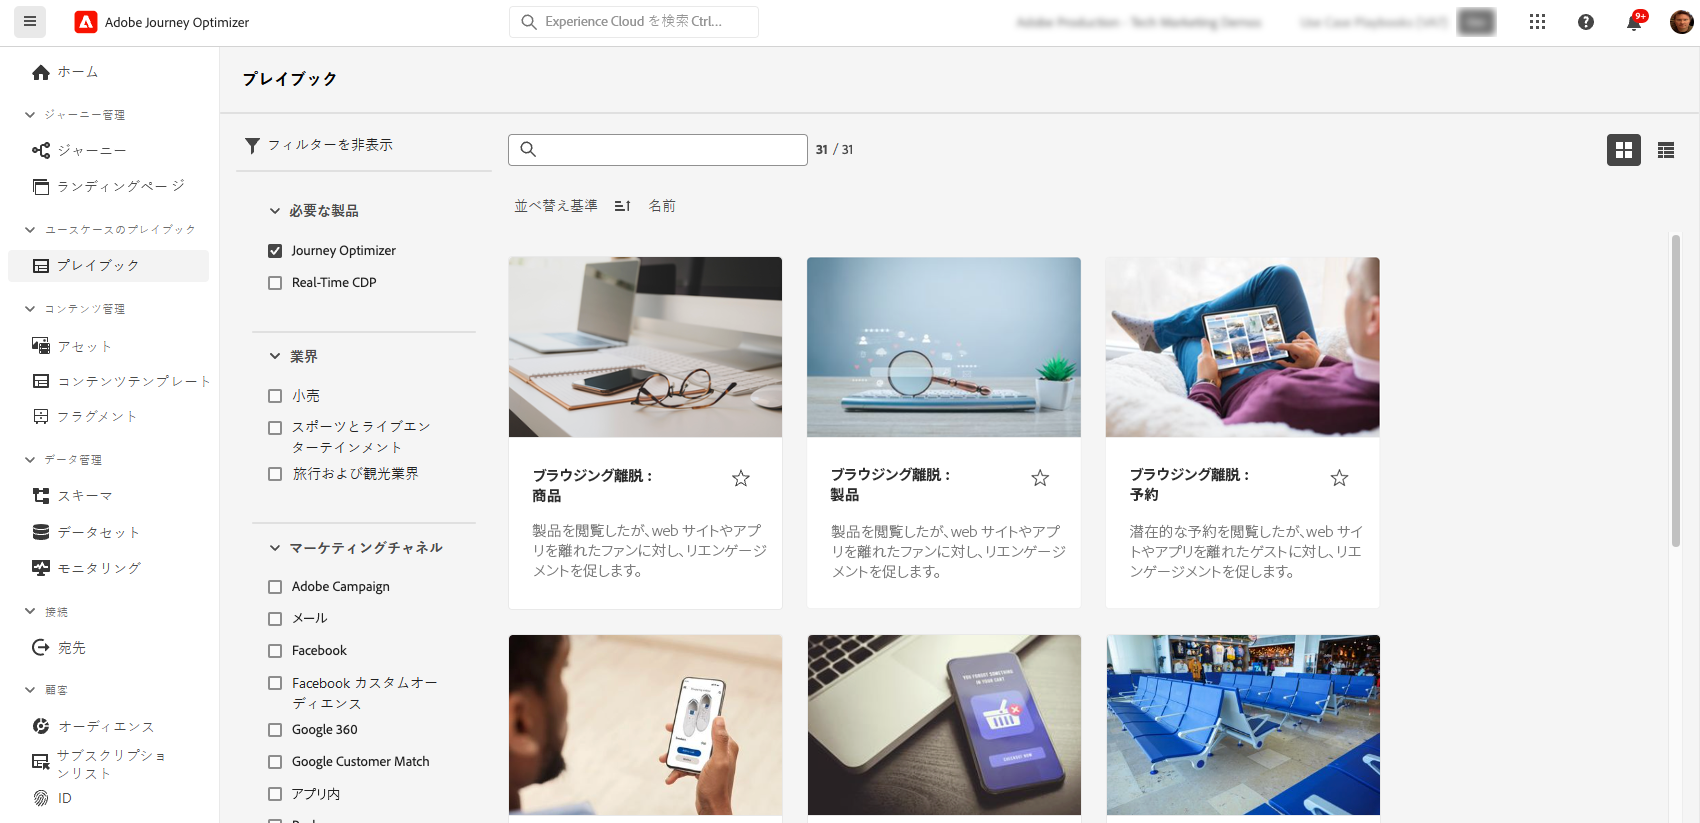 Adobe Journey Optimizer
Experience Cloud を検索 Ctrl...
9+
ホーム
ジャーニー管理
ジャーニー
ランディングページ
ユースケースのプレイブック
プレイブック
コンテンツ管理
アセット
コンテンツテンプレート
フラグメント
データ管理
スキーマ
データセット
モニタリング
接続
宛先
顧客
オーディエンス
サブスクリプショ
ンリスト
ID
プレイブック
フィルターを非表示
31 / 31
並べ替え基準 名前
必要な製品
Journey Optimizer
Real-Time CDP
業界
小売
スポーツとライブエン
ターテインメント
旅行および観光業界
マーケティングチャネル
Adobe Campaign
メール
Facebook
Facebook カスタムオー
ディエンス
Google 360
Google Customer Match
アプリ内
ブラウジング離脱：
商品
製品を閲覧したが、web サイトやアプ
リを離れたファンに対し、リエンゲージ
メントを促します。
ブラウジング離脱：
製品
製品を閲覧したが、web サイトやアプ
リを離れたファンに対し、リエンゲージ
メントを促します。
ブラウジング離脱：
予約
潜在的な予約を閲覧したが、web サイ
トやアプリを離れたゲストに対し、リエ
ンゲージメントを促します。
YOU FORGOT SOMETHING
IN YOUR CART
CHECKOUT NOW